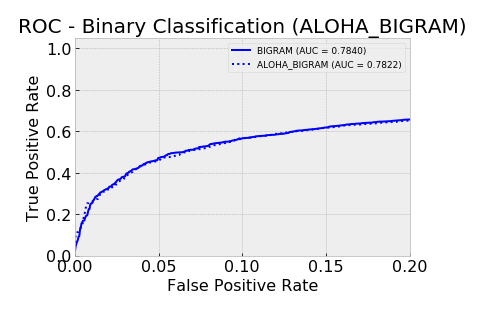 ROC - Binary Classification (ALOHA_BIGRAM)
BIGRAM (AUC = 0.7840)
ALOHA_BIGRAM (AUC = 0.7822)
True Positive Rate
1.0
0.8
0.6
0.4
0.2
0.0
0.00 0.05 0.10 0.15 0.20
False Positive Rate